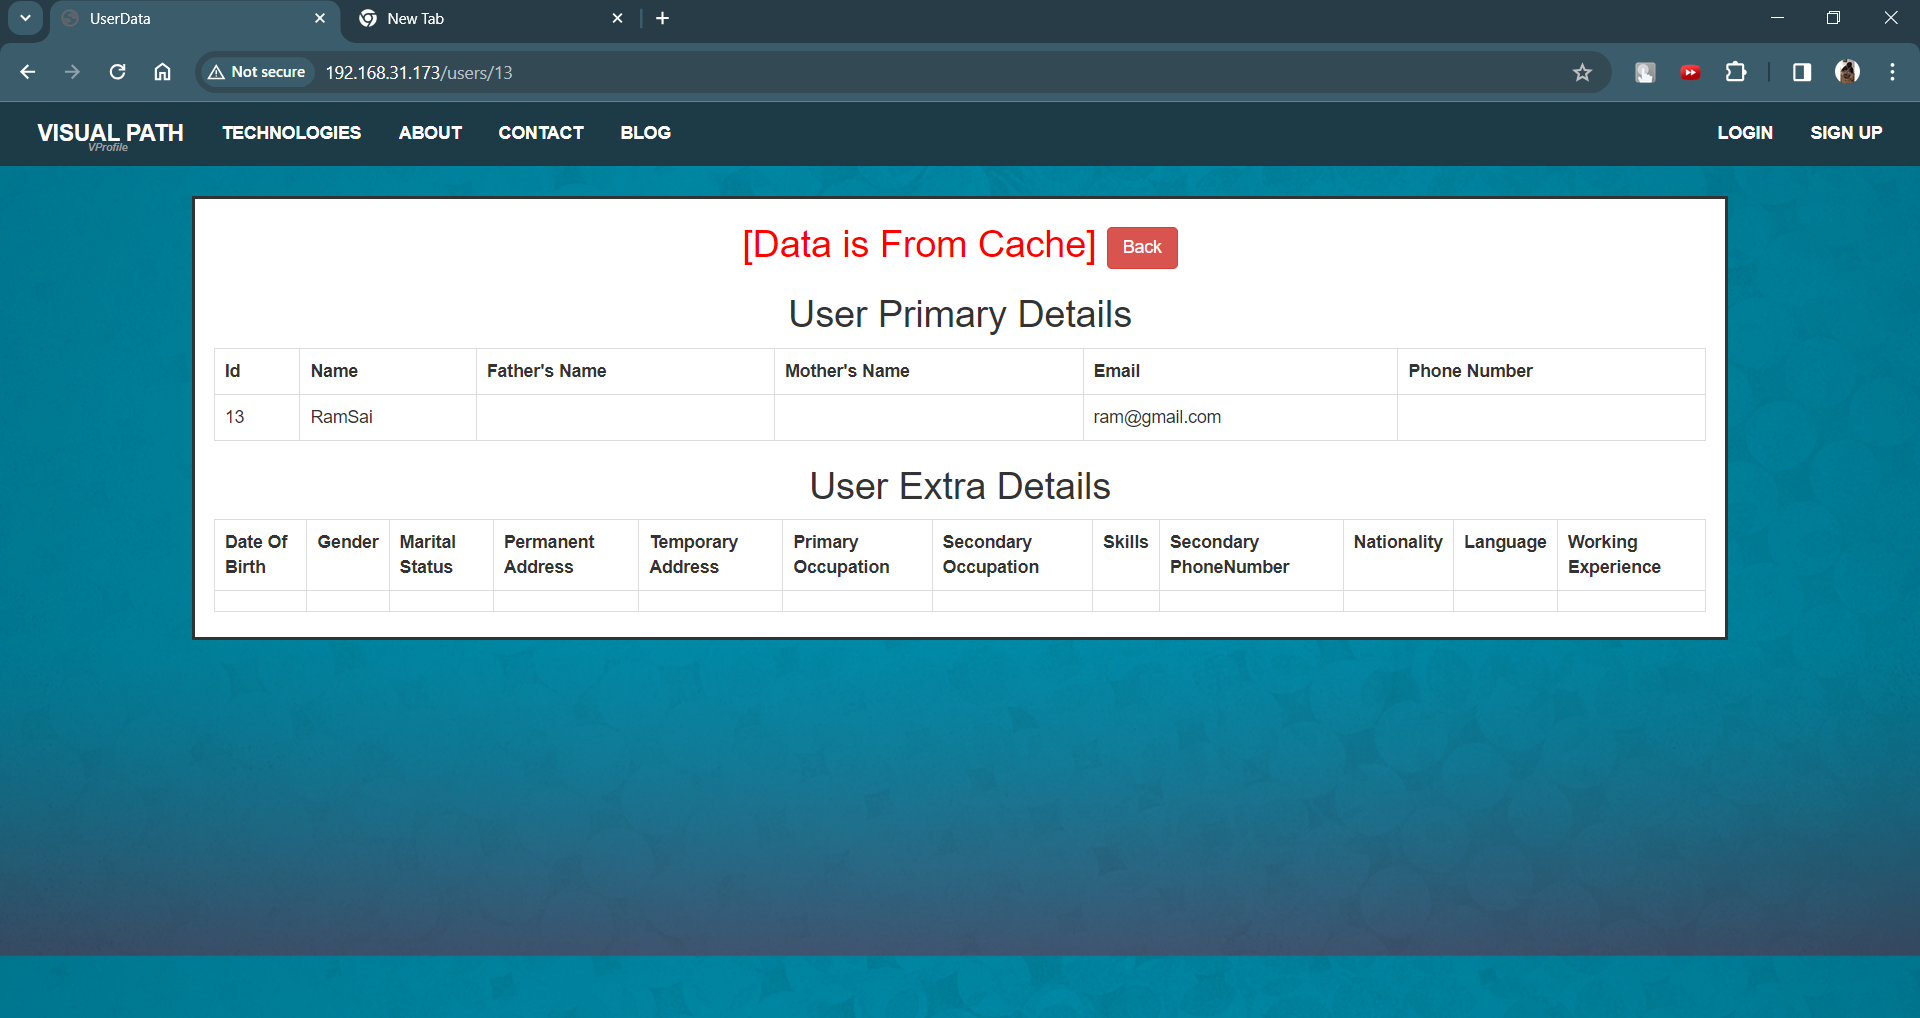 UserData
New Tab
Not secure
192.168.31.173/users/13
VISUAL PATH
VProfile
TECHNOLOGIES ABOUT CONTACT BLOG
LOGIN SIGN UP
[Data is From Cache] Back
User Primary Details
Id Name Father's Name Mother's Name Email Phone Number
13 RamSai ram@gmail.com
User Extra Details
Date Of Birth Gender Marital Status Permanent Address Temporary Address Primary Occupation Secondary Occupation Skills Secondary PhoneNumber Nationality Language Working Experience